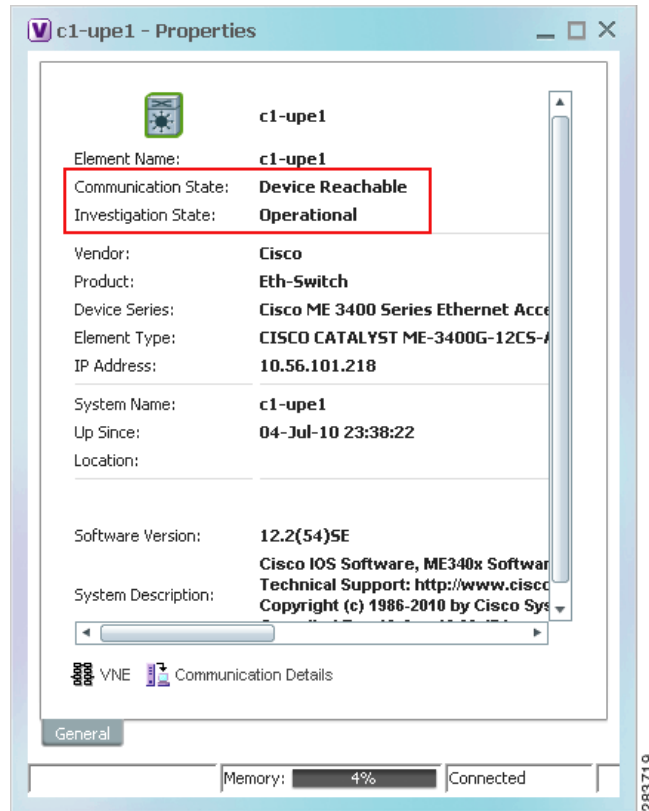 c1-upe1 - Properties
c1-upe1
Element Name: c1-upe1
Communication State: Device Reachable
Investigation State: Operational
Vendor: Cisco
Product: Eth-Switch
Device Series: Cisco ME 3400 Series Ethernet Acce
Element Type: CISCO CATALYST ME-3400G-12CS-
IP Address: 10.56.101.218
System Name: c1-upe1
Up Since: 04-Jul-10 23:38:22
Location:
Software Version: 12.2(54)SE
System Description: Cisco IOS Software, ME340x Softwar
Technical Support: http://www.cisco
Copyright (c) 1986-2010 by Cisco Sys
VNE Communication Details
General
Memory: 4% Connected
283719